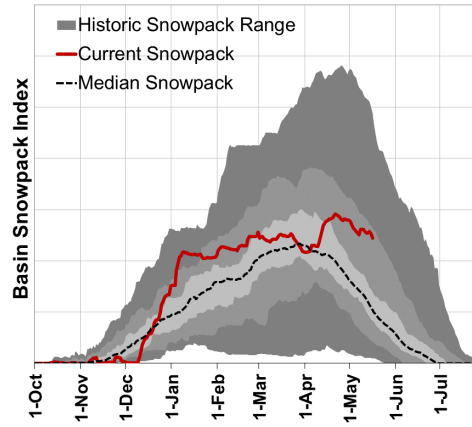 Historic Snowpack Range
Current Snowpack
Median Snowpack
Basin Snowpack Index
1-Oct
1-Nov
1-Dec
1-Jan
1-Feb
1-Mar
1-Apr
1-May
1-Jun
1-Jul